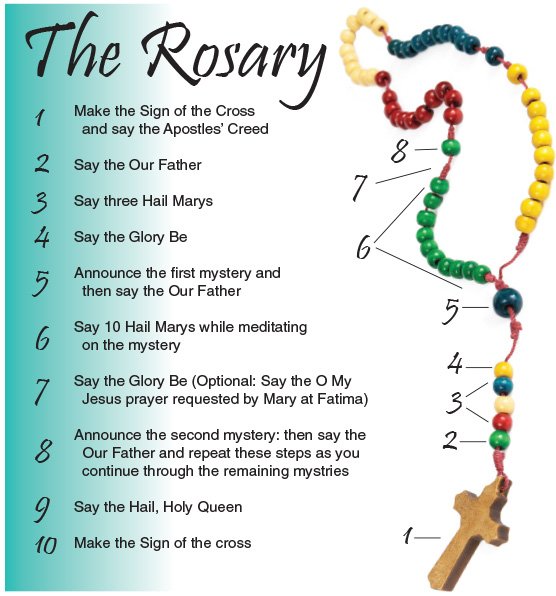 The Rosary
1 Make the Sign of the Cross
and say the Apostles' Creed
2 Say the Our Father
3 Say three Hail Marys
4 Say the Glory Be
5 Announce the first mystery and
then say the Our Father
6 Say 10 Hail Marys while meditating
on the mystery
7 Say the Glory Be (Optional: Say the O My
Jesus prayer requested by Mary at Fatima)
8 Announce the second mystery: then say the
Our Father and repeat these steps as you
continue through the remaining mystries
9 Say the Hail, Holy Queen
10 Make the Sign of the cross
8
7
6
5
4
3
2
1